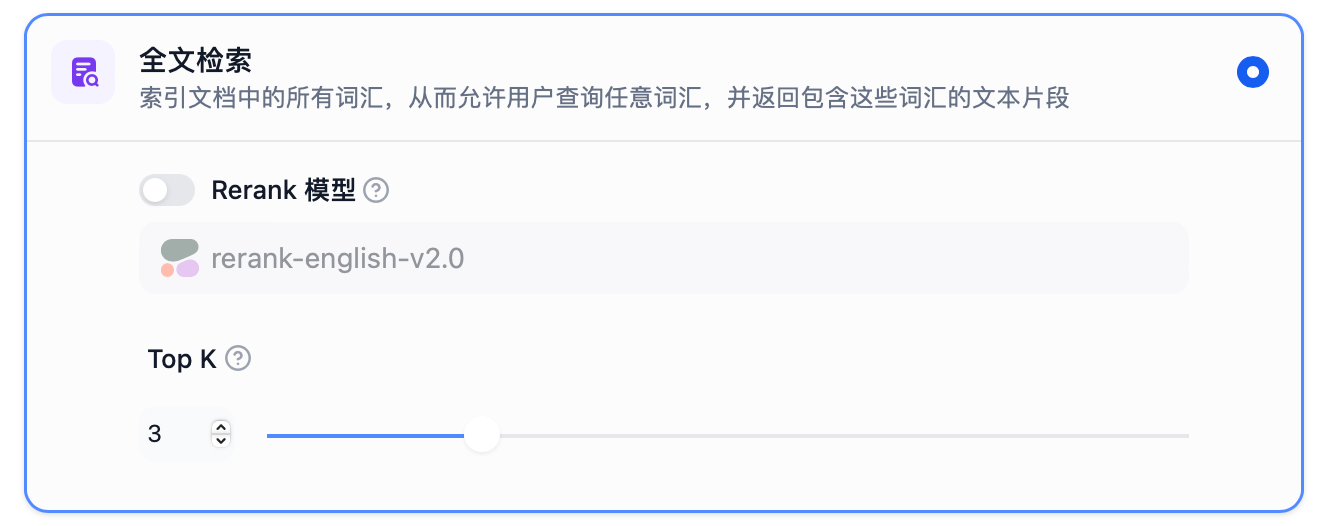 全文检索
索引文档中的所有词汇，从而允许用户查询任意词汇，并返回包含这些词汇的文本片段
Rerank 模型
rerank-english-v2.0
Top K
3